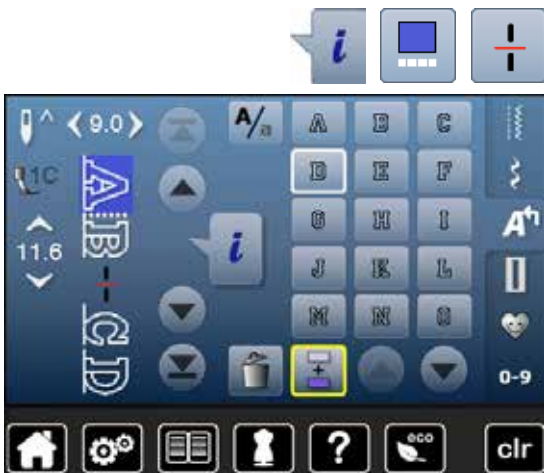 i
9.0 A/a A B C
1C A D E F
11.6 B i G H I A
J K L
C M N O
D 0-9
? eco clr